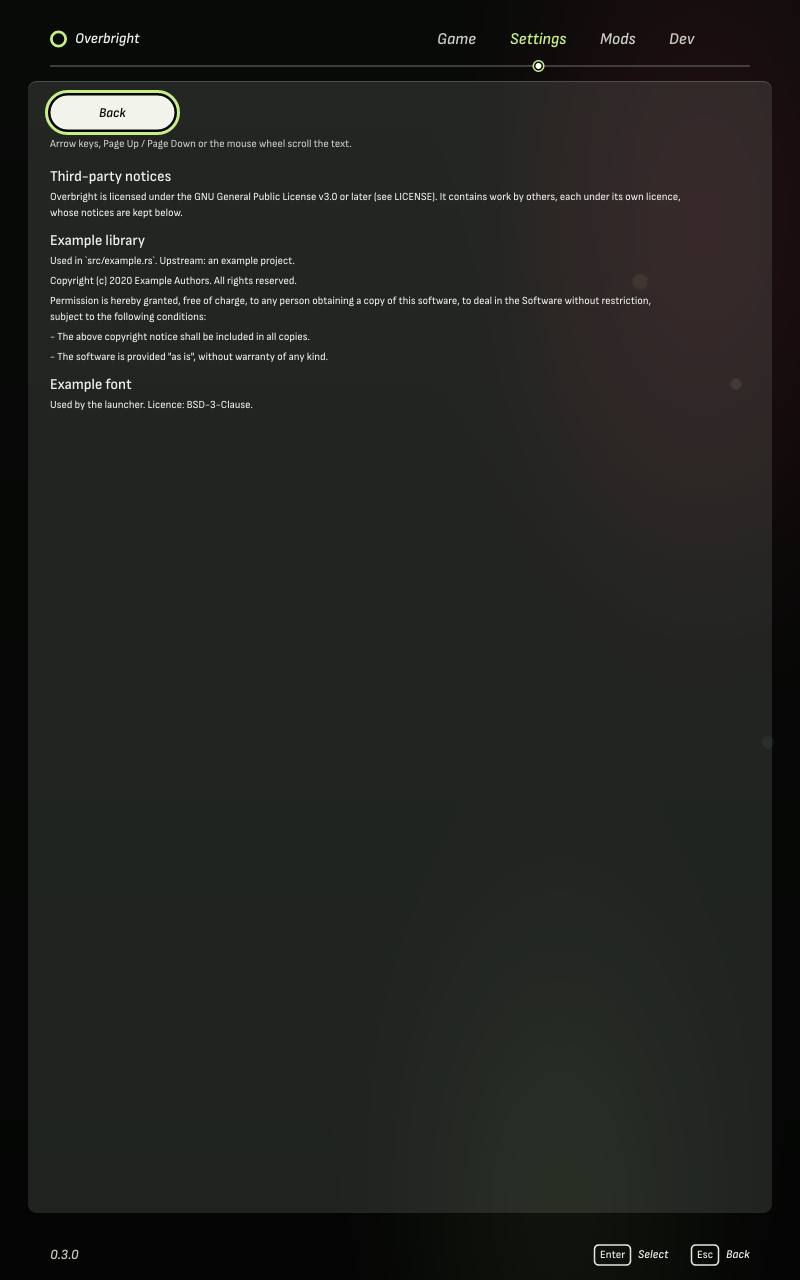 Overbright
Game Settings Mods Dev
Back
Arrow keys, Page Up / Page Down or the mouse wheel scroll the text.
Third-party notices
Overbright is licensed under the GNU General Public License v3.0 or later (see LICENSE). It contains work by others, each under its own licence,
whose notices are kept below.
Example library
Used in `src/example.rs`. Upstream: an example project.
Copyright (c) 2020 Example Authors. All rights reserved.
Permission is hereby granted, free of charge, to any person obtaining a copy of this software, to deal in the Software without restriction,
subject to the following conditions:
- The above copyright notice shall be included in all copies.
- The software is provided "as is", without warranty of any kind.
Example font
Used by the launcher. Licence: BSD-3-Clause.
0.3.0
Enter Select Esc Back